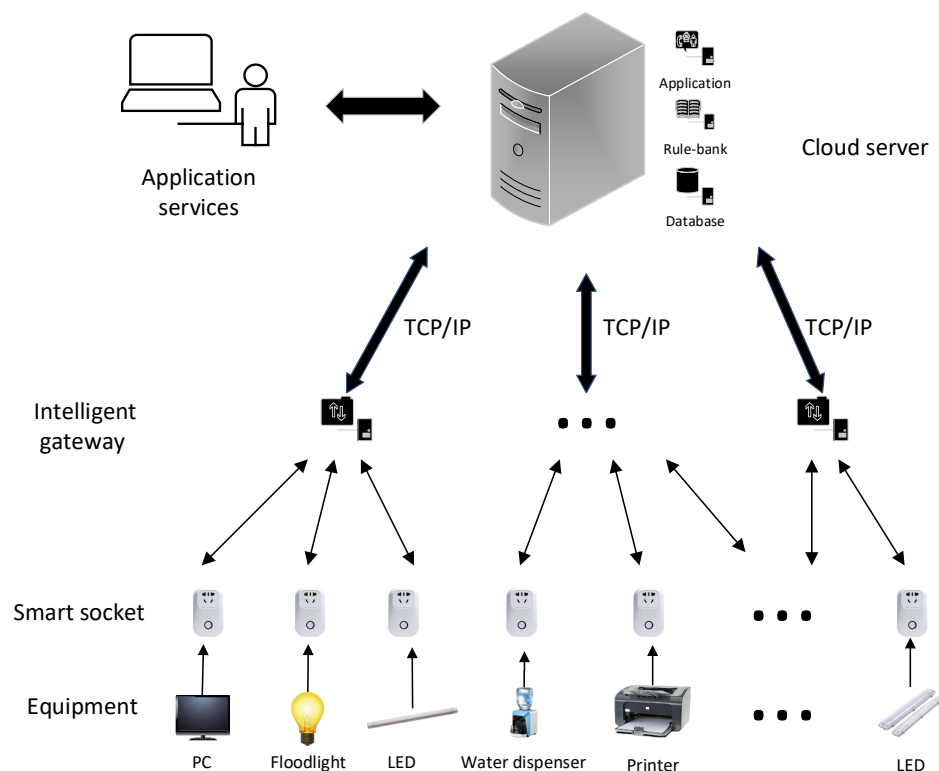 Application
Rule-bank
Database
Cloud server
Application
services
TCP/IP
TCP/IP
TCP/IP
Intelligent
gateway
Smart socket
Equipment
PC
Floodlight
LED
Water dispenser
Printer
LED